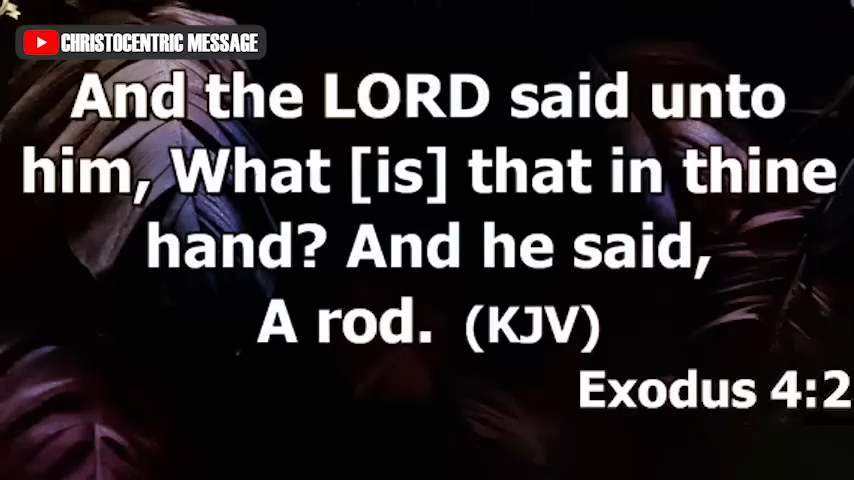 CHRISTOCENTRIC MESSAGE
And the LORD said unto
him, What [is] that in thine
hand? And he said,
A rod. (KJV)
Exodus 4:2